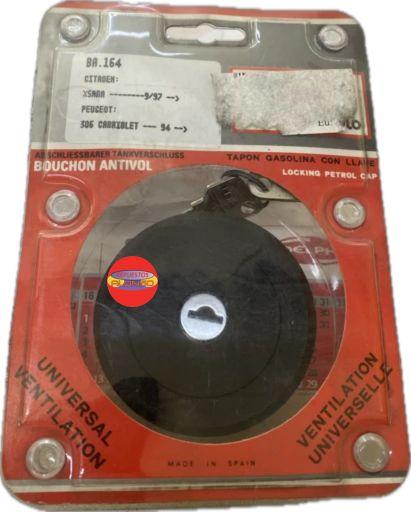 BA.164
CITROEN:
XSARA --------9/97 -->
PEUGEOT:
306 CABRIOLET --- 94 -->
ABSCHLIESSBARER TANKVERSCHLUSS
BOUCHON ANTIVOL
TAPON GASOLINA CON LLAVE
LOCKING PETROL CAP
REPUESTOS
UNIVERSAL
VENTILATION
VENTILATION
UNIVERSELLE
MADE IN SPAIN